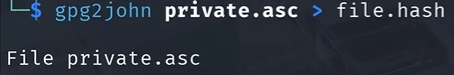 └─$ gpg2john private.asc > file.hash
File private.asc